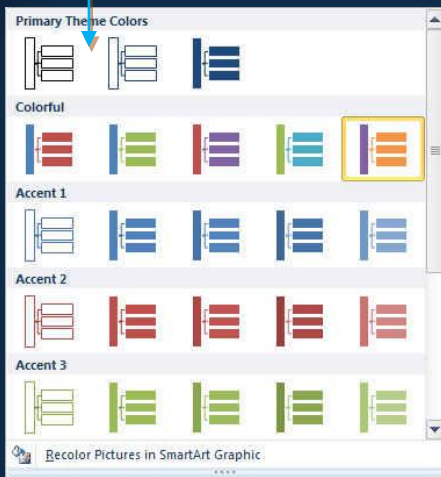 Primary Theme Colors
Colorful
Accent 1
Accent 2
Accent 3
Recolor Pictures in SmartArt Graphic